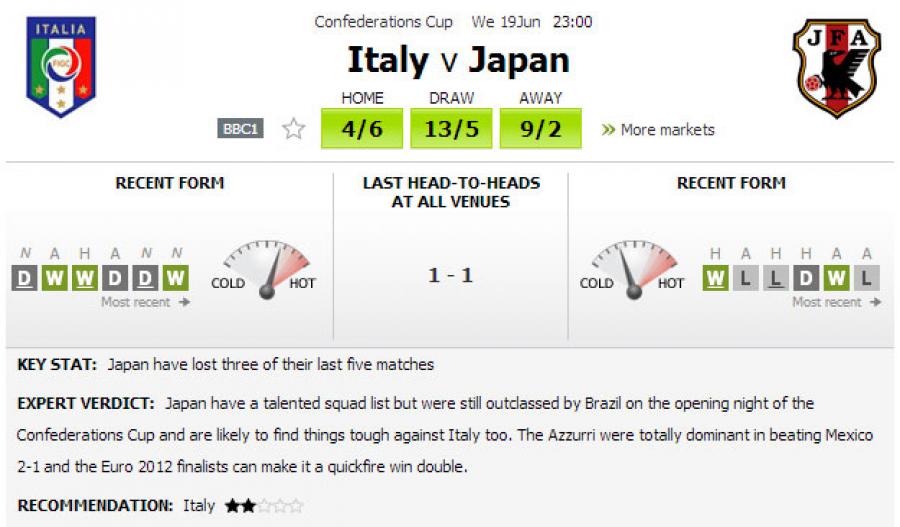 ITALIA
FIGC
JFA
Confederations Cup We 19Jun 23:00
Italy v Japan
HOME DRAW AWAY
BBC1 4/6 13/5 9/2 » More markets
RECENT FORM
N A H A N N
D W W D D W
Most recent →
COLD HOT
LAST HEAD-TO-HEADS
AT ALL VENUES
1 - 1
RECENT FORM
COLD HOT
H A H H A A
W L L D W L
Most recent →
KEY STAT: Japan have lost three of their last five matches
EXPERT VERDICT: Japan have a talented squad list but were still outclassed by Brazil on the opening night of the
Confederations Cup and are likely to find things tough against Italy too. The Azzurri were totally dominant in beating Mexico
2-1 and the Euro 2012 finalists can make it a quickfire win double.
RECOMMENDATION: Italy ★★☆☆☆